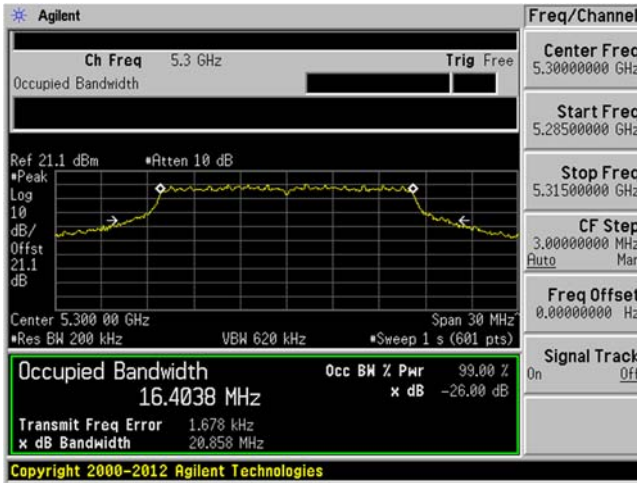 Agilent
Freq/Channel
Ch Freq 5.3 GHz Trig Free
Occupied Bandwidth
Center Freq
5.30000000 GHz
Start Freq
5.28500000 GHz
Stop Freq
5.31500000 GHz
CF Step
3.00000000 MHz
Auto Man
Freq Offset
0.00000000 Hz
Signal Track
On Off
Ref 21.1 dBm #Atten 10 dB
#Peak
Log
10
dB/
Offst
21.1
dB
Center 5.300 00 GHz Span 30 MHz
#Res BW 200 kHz VBW 620 kHz #Sweep 1 s (601 pts)
Occupied Bandwidth Occ BW % Pwr 99.00 %
16.4038 MHz x dB -26.00 dB
Transmit Freq Error 1.678 kHz
x dB Bandwidth 20.858 MHz
Copyright 2000-2012 Agilent Technologies